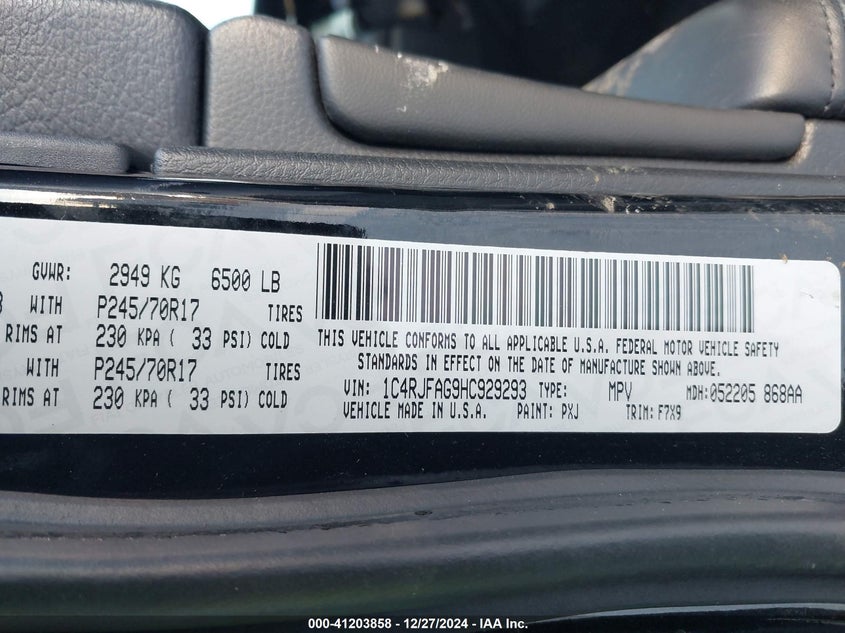 GVWR: 2949 KG 6500 LB
WITH P245/70R17 TIRES
RIMS AT 230 KPA ( 33 PSI) COLD
WITH P245/70R17 TIRES
RIMS AT 230 KPA ( 33 PSI) COLD
THIS VEHICLE CONFORMS TO ALL APPLICABLE U.S.A. FEDERAL MOTOR VEHICLE SAFETY
STANDARDS IN EFFECT ON THE DATE OF MANUFACTURE SHOWN ABOVE.
VIN: 1C4RJFAG9HC929293 TYPE: MPV MDH:052205 868AA
VEHICLE MADE IN U.S.A. PAINT: PXJ TRIM: F7X9
000-41203858 - 12/27/2024 - IAA Inc.